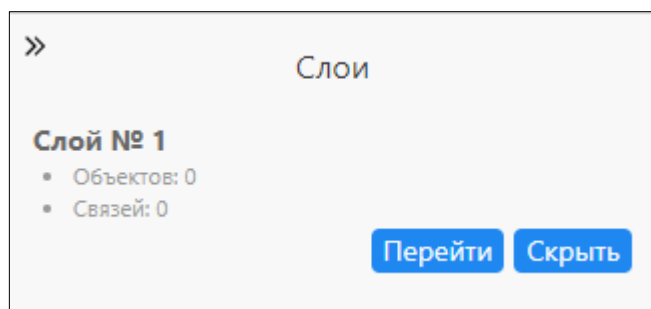 »
Слои
Слой № 1
• Объектов: 0
• Связей: 0
Перейти Скрыть